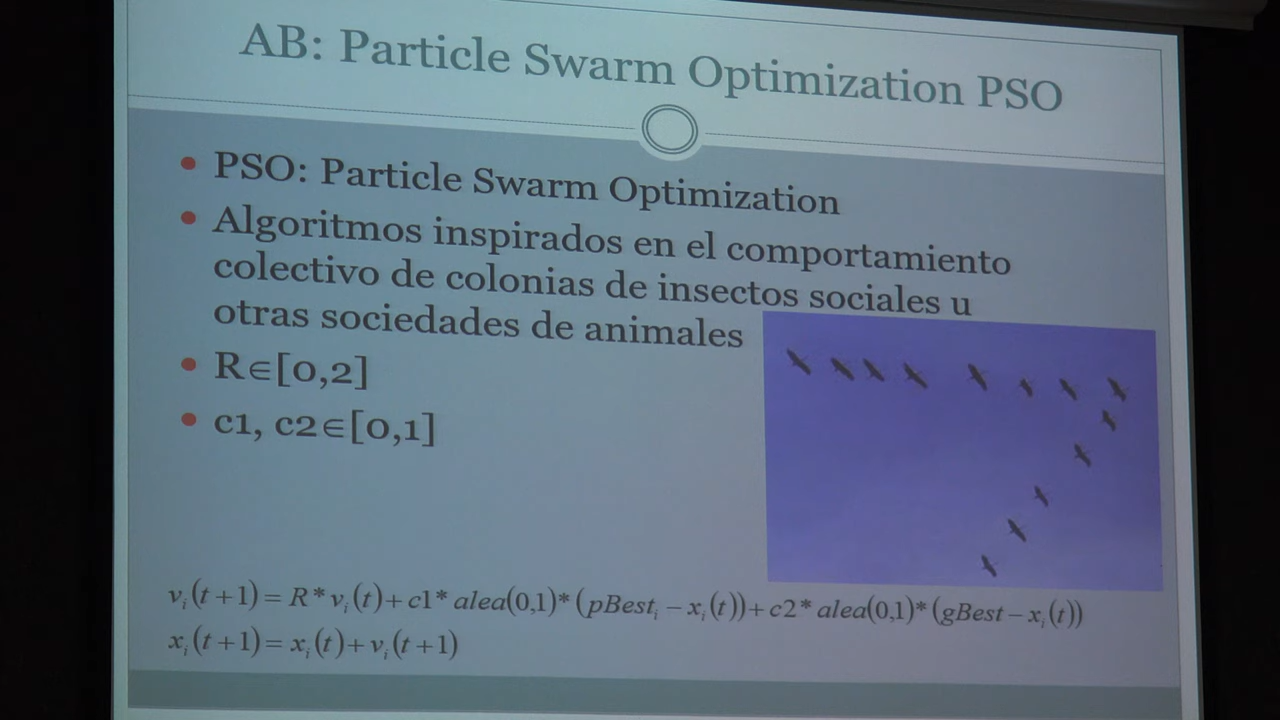 AB: Particle Swarm Optimization PSO
• PSO: Particle Swarm Optimization
• Algoritmos inspirados en el comportamiento
colectivo de colonias de insectos sociales u
otras sociedades de animales
• R∈[0,2]
• c1, c2∈[0,1]
vᵢ(t+1)=R*vᵢ(t)+c1*alea(0,1)*(pBestᵢ−xᵢ(t))+c2*alea(0,1)*(gBest−xᵢ(t))
xᵢ(t+1)=xᵢ(t)+vᵢ(t+1)